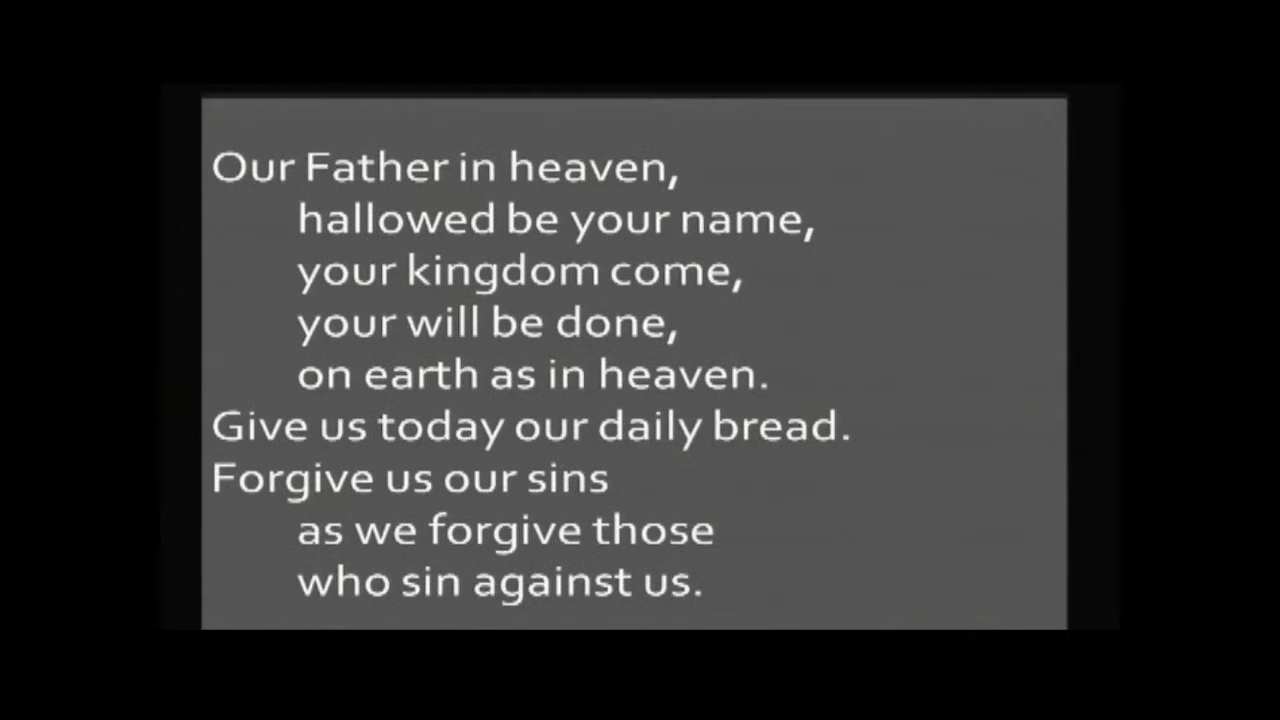 Our Father in heaven,
hallowed be your name,
your kingdom come,
your will be done,
on earth as in heaven.
Give us today our daily bread.
Forgive us our sins
as we forgive those
who sin against us.